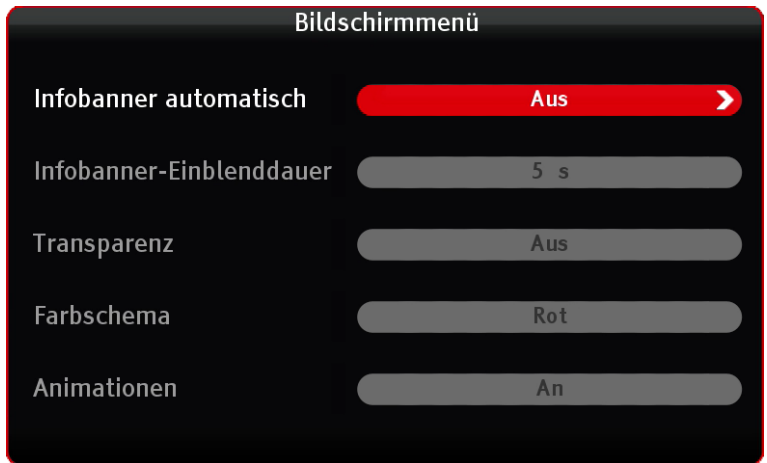 Bildschirmmenü
Infobanner automatisch Aus
Infobanner-Einblenddauer 5 s
Transparenz Aus
Farbschema Rot
Animationen An